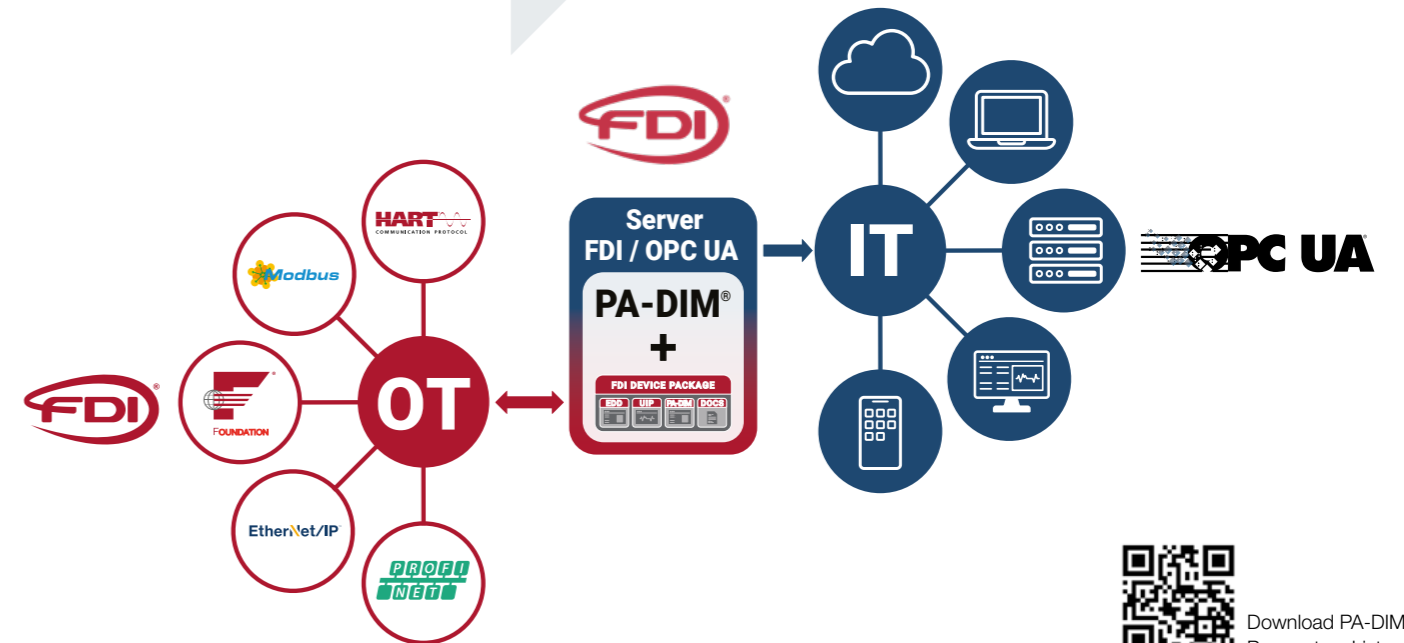 FDI®
HART
COMMUNICATION PROTOCOL
Modbus
FDI®
FOUNDATION
EtherNet/IP
PROFI
NET
OT
Server
FDI / OPC UA
PA-DIM®
+
FDI DEVICE PACKAGE
EDD UIP PA-DIM DOCS
IT
OPC UA
Download PA-DIM